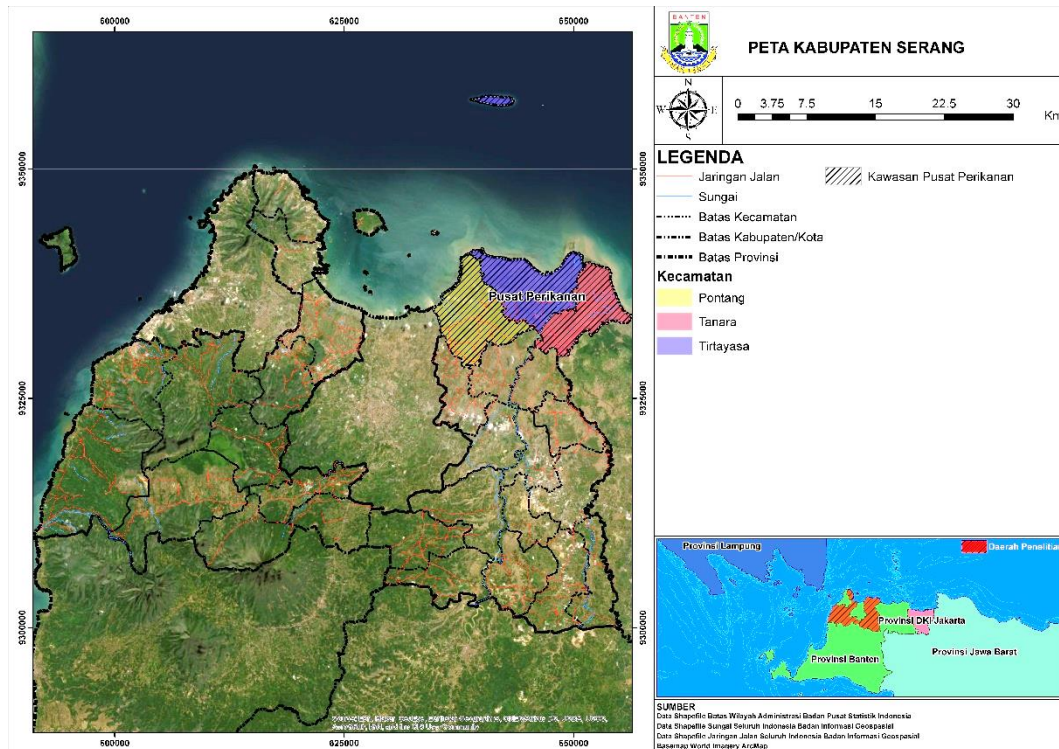 600000
625000
650000
9350000
9325000
9300000
Pusat Perikanan
600000
625000
650000
BANTEN
PETA KABUPATEN SERANG
N
W
E
S
0 3.75 7.5 15 22.5 30
Km
LEGENDA
Jaringan Jalan
Kawasan Pusat Perikanan
Sungai
Batas Kecamatan
Batas Kabupaten/Kota
Batas Provinsi
Kecamatan
Pontang
Tanara
Tirtayasa
Provinsi Lampung
Daerah Penelitian
Provinsi DKI Jakarta
Provinsi Banten
Provinsi Jawa Barat
SUMBER
Data Shapefile Batas Wilayah Administrasi Badan Pusat Statistik Indonesia
Data Shapefile Sungai Seluruh Indonesia Badan Informasi Geospasial
Data Shapefile Jaringan Jalan Seluruh Indonesia Badan Informasi Geospasial
Basemap World Imagery ArcMap